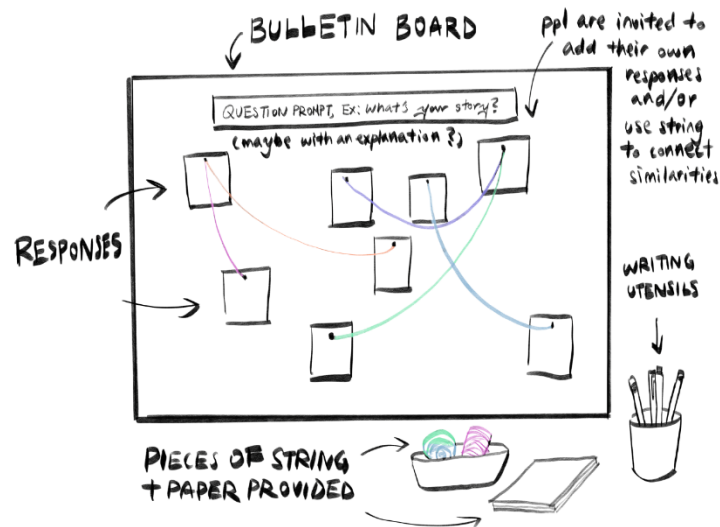 BULLETIN BOARD
ppl are invited to
add their own
responses
and/or
use string
to connect
similarities
QUESTION PROMPT, Ex: What's your story?
(maybe with an explanation?)
RESPONSES
WRITING
UTENSILS
PIECES OF STRING
+ PAPER PROVIDED